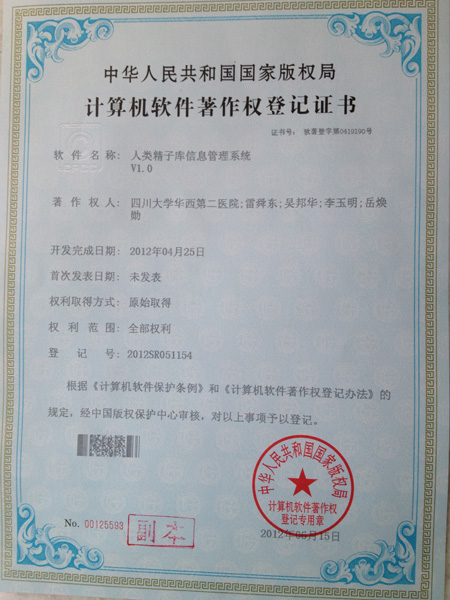 中华人民共和国国家版权局
计算机软件著作权登记证书
证书号： 软著登字第0419190号
软件名称： 人类精子库信息管理系统
V1.0
著作权人： 四川大学华西第二医院;雷舜东;吴邦华;李玉明;岳焕
勋
开发完成日期： 2012年04月25日
首次发表日期： 未发表
权利取得方式： 原始取得
权利范围： 全部权利
登记号： 2012SR051154
根据《计算机软件保护条例》和《计算机软件著作权登记办法》的
规定，经中国版权保护中心审核，对以上事项予以登记。
中华人民共和国国家版权局
计算机软件著作权
登记专用章
No. 00125593
副本
2012年06月15日